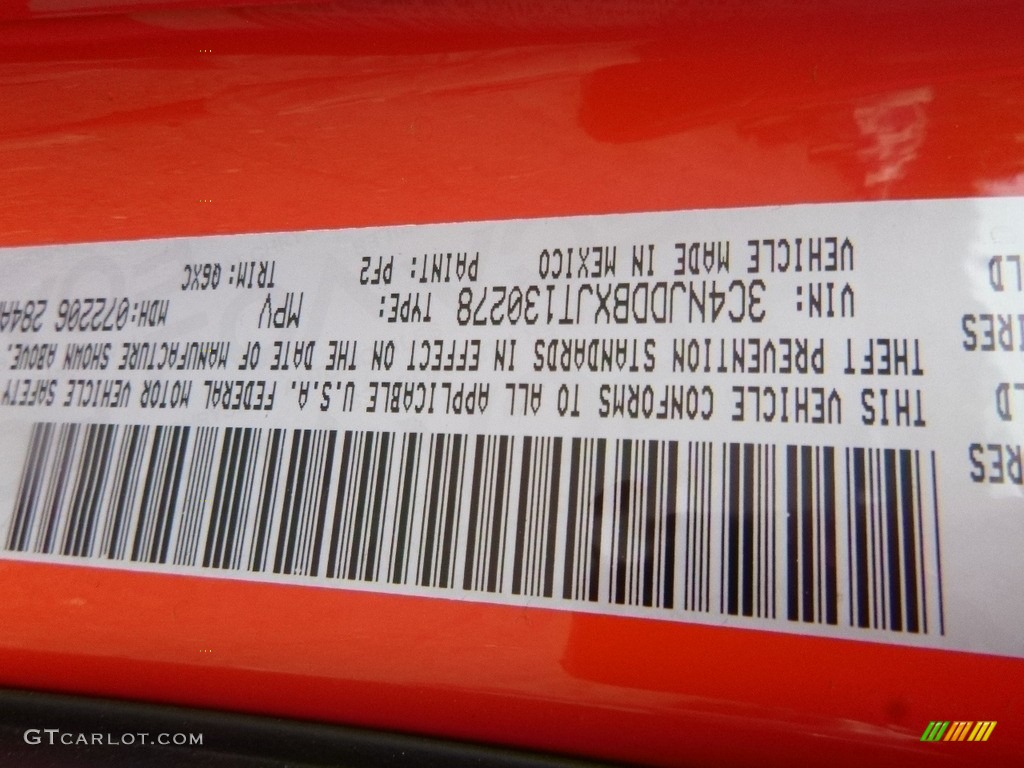 THIS VEHICLE CONFORMS TO ALL APPLICABLE U.S.A. FEDERAL MOTOR VEHICLE SAFETY
THEFT PREVENTION STANDARDS IN EFFECT ON THE DATE OF MANUFACTURE SHOWN ABOVE.
VIN: 3C4NJDDBXJT130278 TYPE: MPV MDH:072206
VEHICLE MADE IN MEXICO PAINT: PF2 TRIM: Q6XC
GTCARLOT.COM